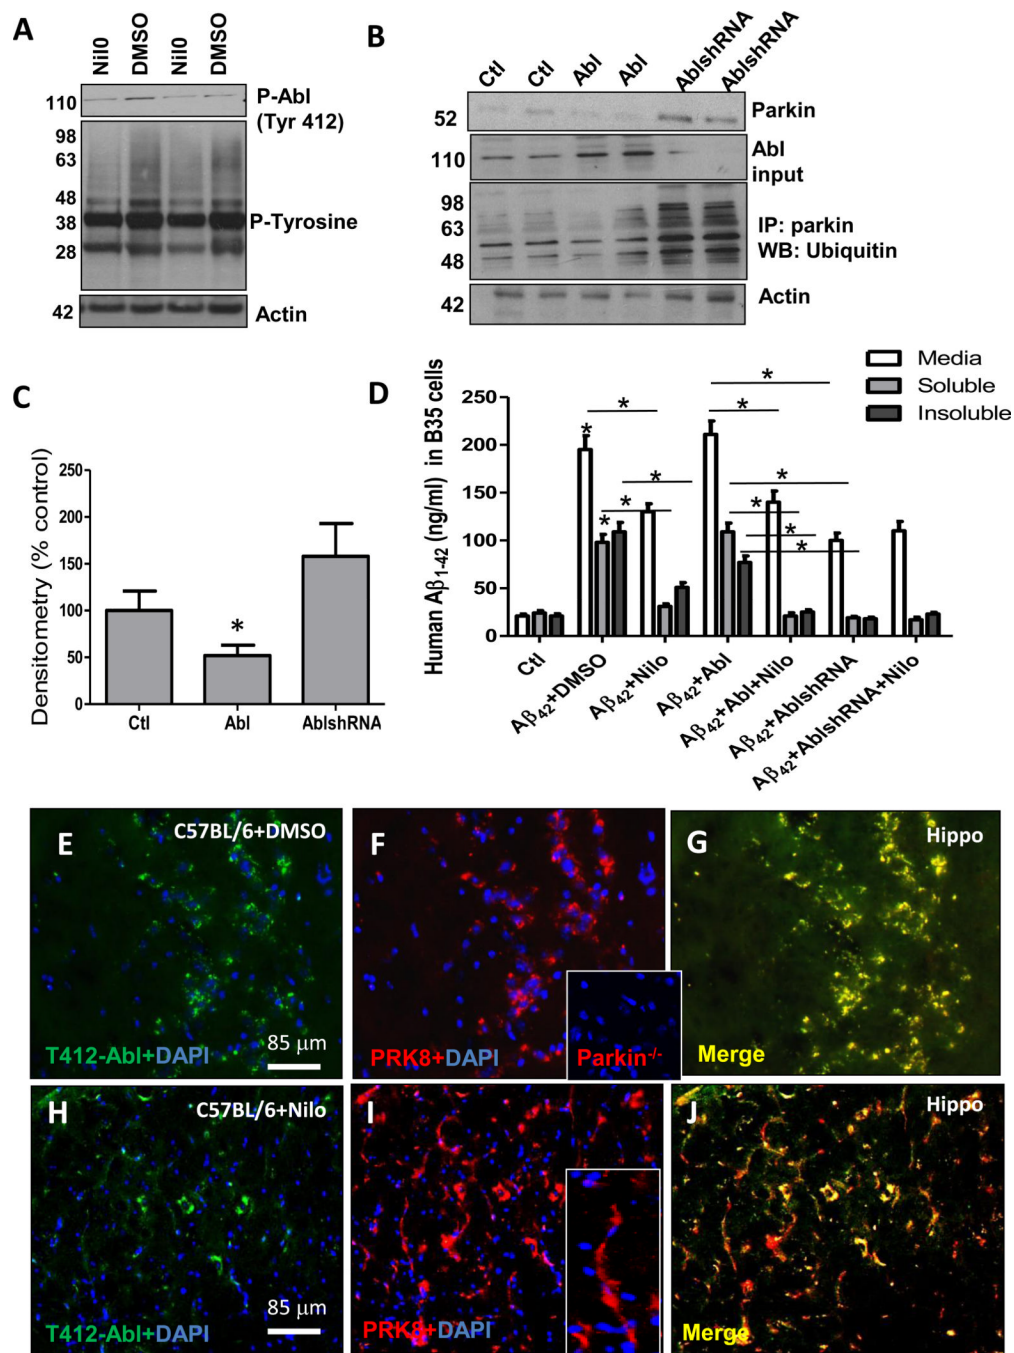 A
Nil0
DMSO
Nil0
DMSO
110
P-Abl
(Tyr 412)
98
63
48
38
28
P-Tyrosine
42
Actin
B
Ctl
Ctl
Abl
Abl
AblshRNA
AblshRNA
52
Parkin
110
Abl
input
98
63
48
IP: parkin
WB: Ubiquitin
42
Actin
C
Densitometry (% control)
250
200
150
100
50
0
*
Ctl
Abl
AblshRNA
D
Human Aβ1-42 (ng/ml) in B35 cells
250
200
150
100
50
0
Media
Soluble
Insoluble
* * * * * * * * * * * *
Ctl
Aβ42+DMSO
Aβ42+Nilo
Aβ42+Abl
Aβ42+Abl+Nilo
Aβ42+AblshRNA
Aβ42+AblshRNA+Nilo
E
C57BL/6+DMSO
T412-Abl+DAPI
85 µm
F
PRK8+DAPI
Parkin-/-
G
Hippo
Merge
H
C57BL/6+Nilo
T412-Abl+DAPI
85 µm
I
PRK8+DAPI
J
Hippo
Merge